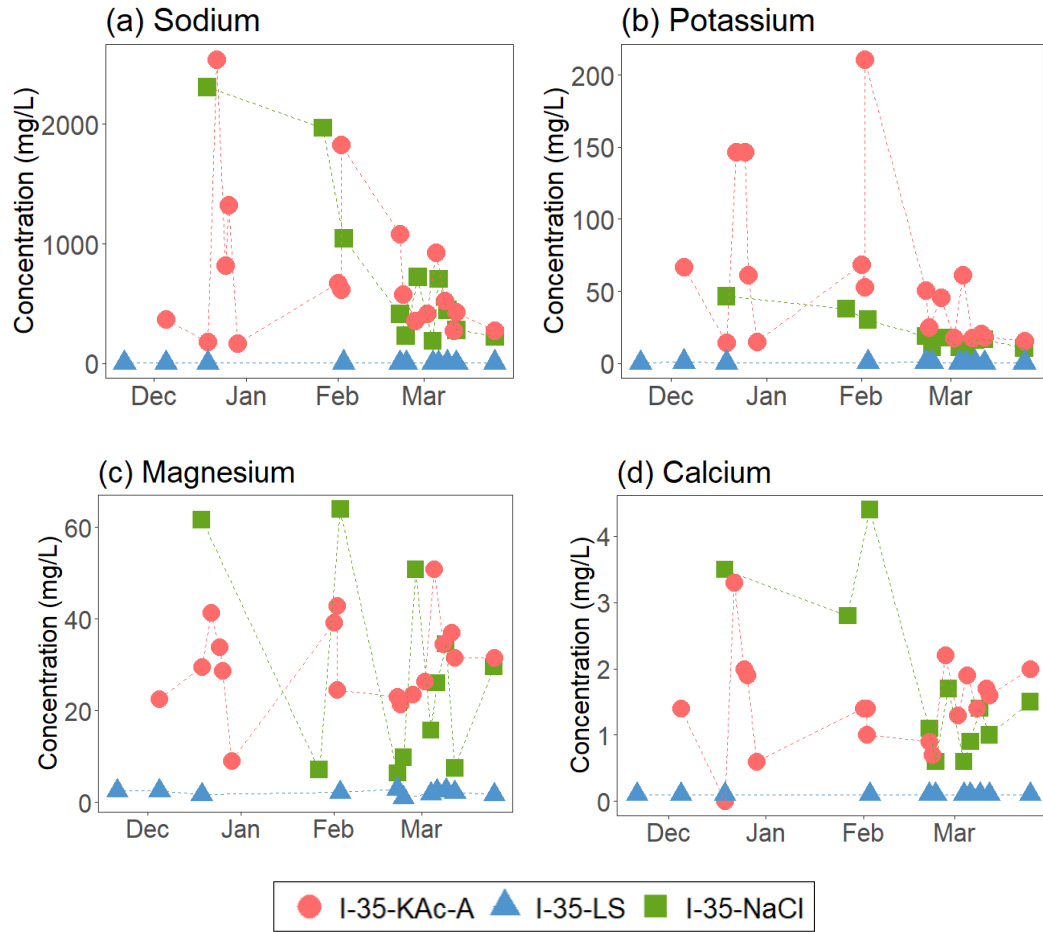 (a) Sodium
Concentration (mg/L)
2000
1000
0
Dec Jan Feb Mar
(b) Potassium
Concentration (mg/L)
200
150
100
50
0
Dec Jan Feb Mar
(c) Magnesium
Concentration (mg/L)
60
40
20
0
Dec Jan Feb Mar
(d) Calcium
Concentration (mg/L)
4
3
2
1
0
Dec Jan Feb Mar
I-35-KAc-A I-35-LS I-35-NaCl